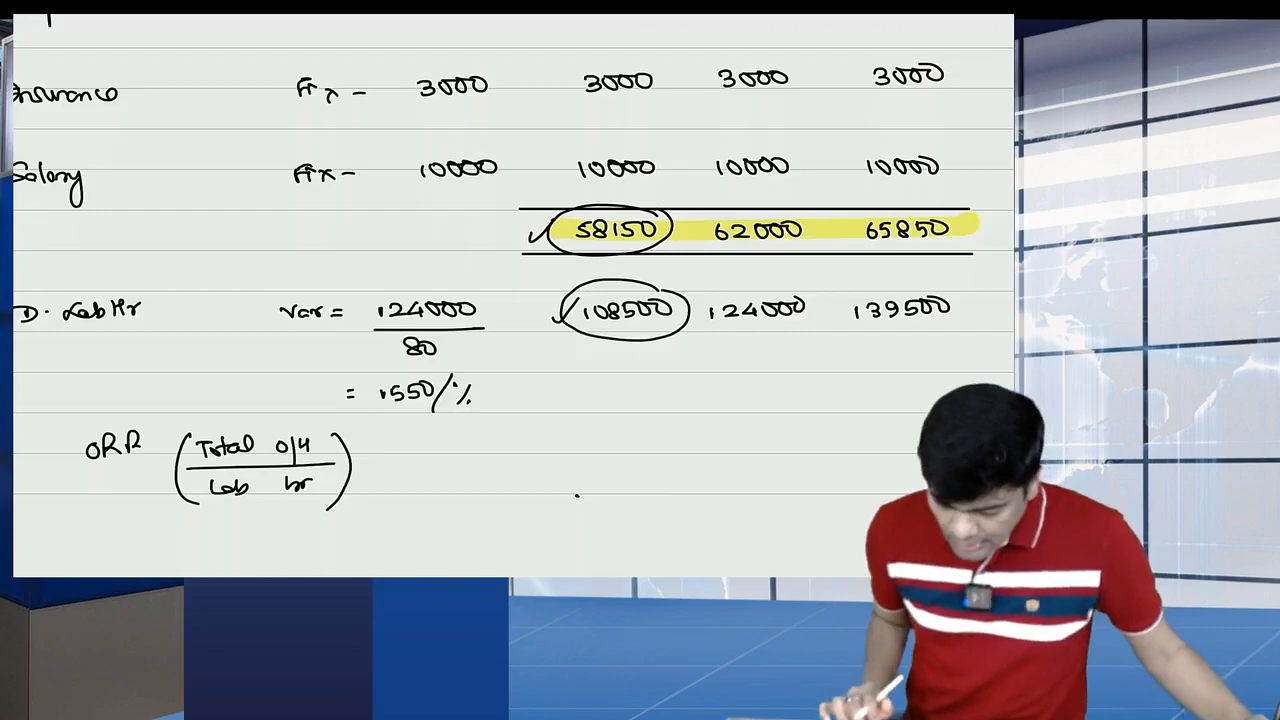 Insurance Fix - 3000 3000 3000 3000
Salary Fix - 10000 10000 10000 10000
58150 62000 65850
D. Lab Hr Var = 124000 108500 124000 139500
80
= 1550/%
ORR (Total O/H
Lab hr)